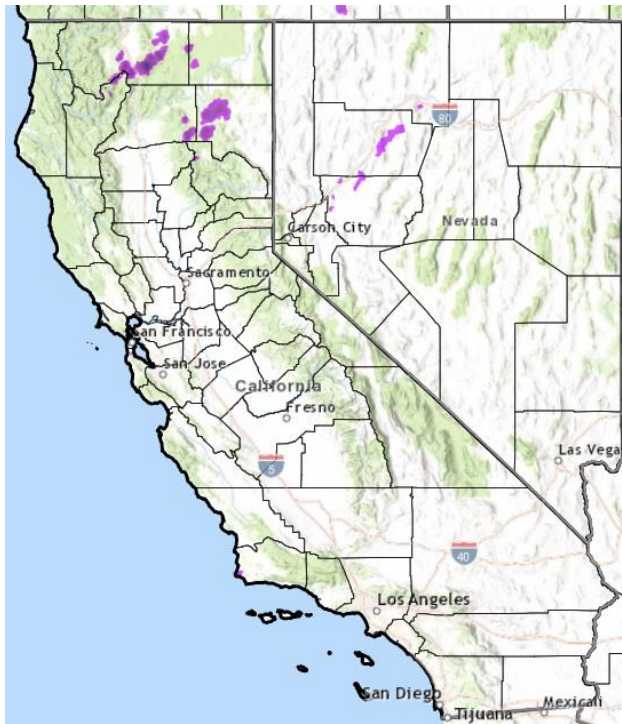 80
Nevada
Carson City
Sacramento
San Francisco
San Jose
California
Fresno
Las Vega
5
40
Los Angeles
San Diego
Tijuana
Mexicali